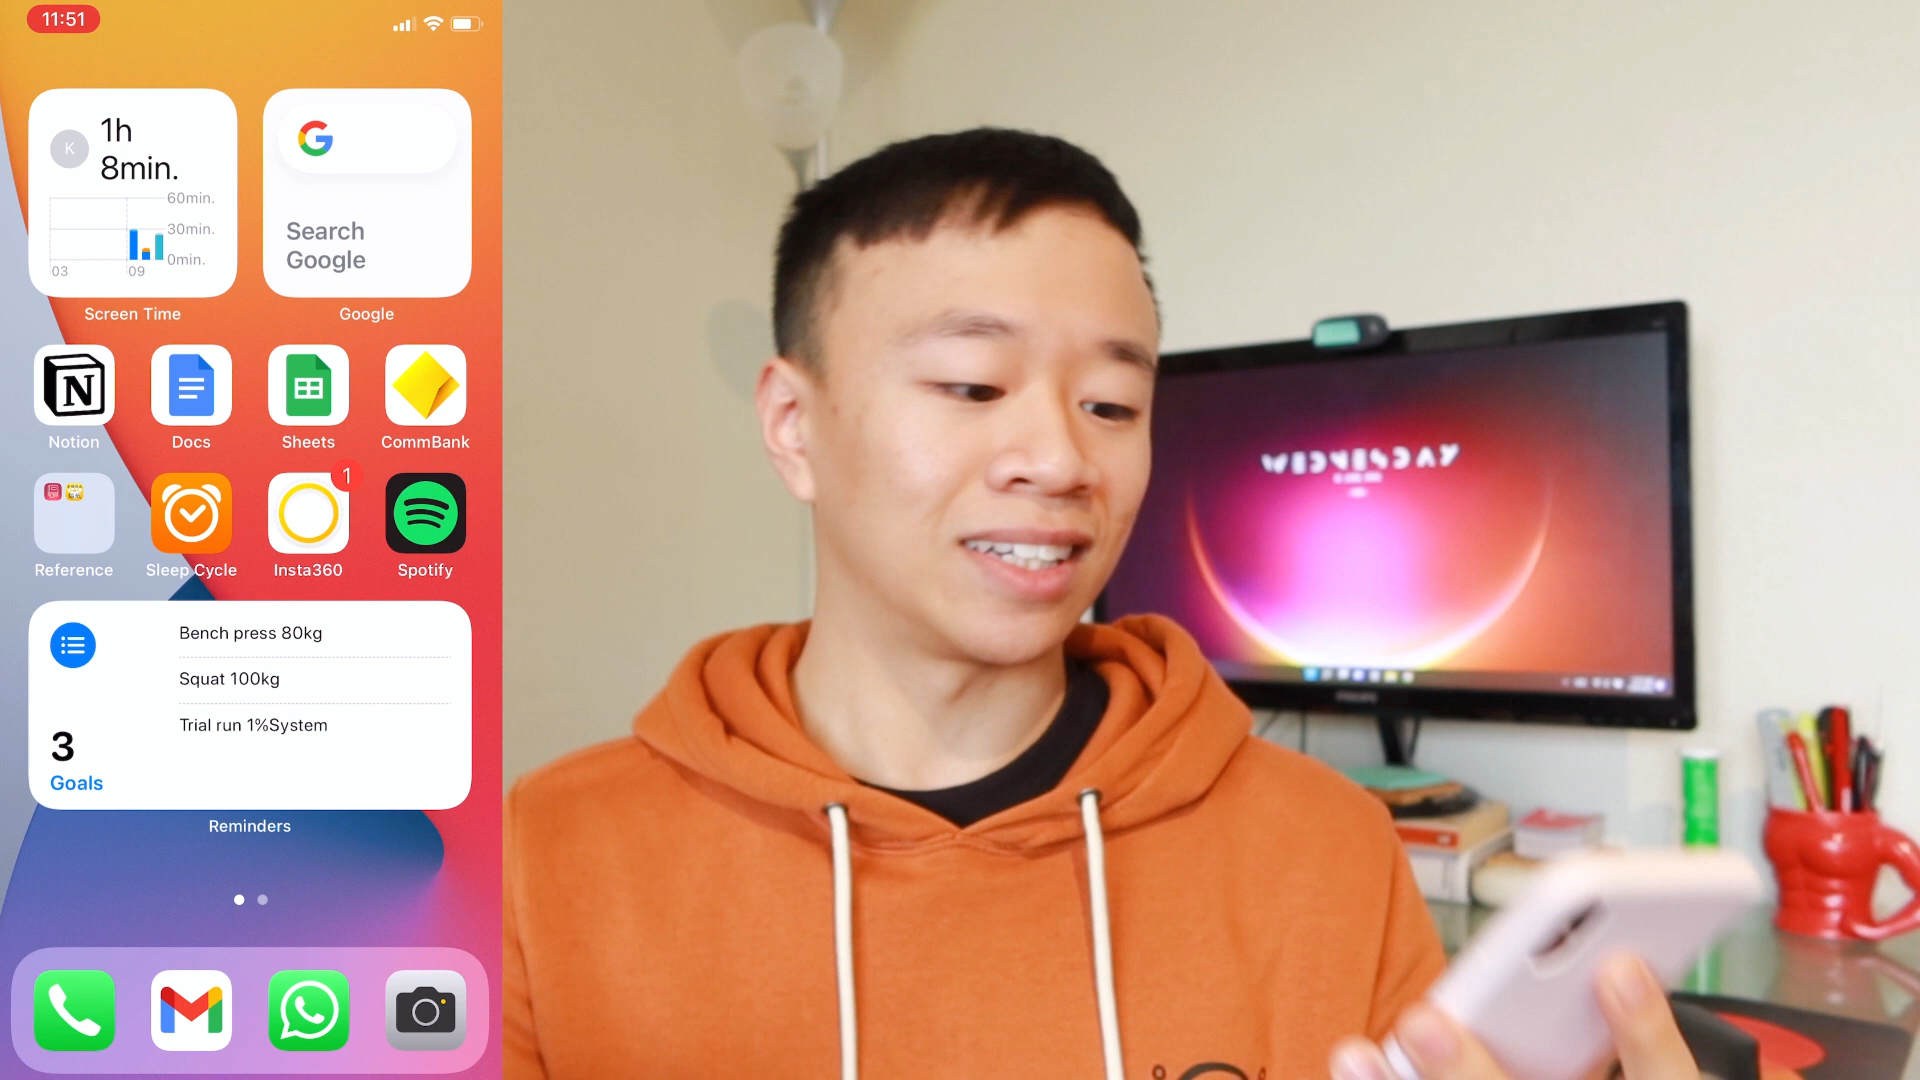 11:51
K
1h
8min.
60min.
30min.
0min.
03
09
Screen Time
Search
Google
Google
Notion
Docs
Sheets
CommBank
1
Reference
Sleep Cycle
Insta360
Spotify
Bench press 80kg
Squat 100kg
Trial run 1%System
3
Goals
Reminders
WEDNESDAY